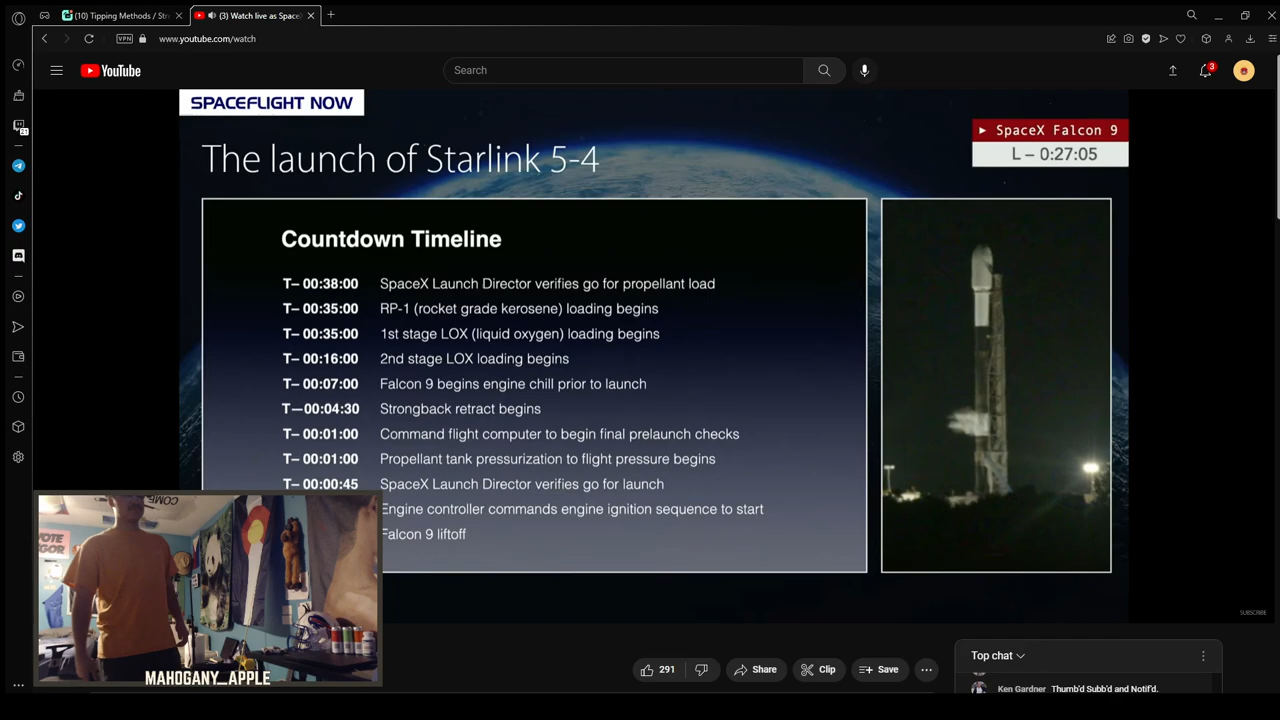 (10) Tipping Methods / Str
(3) Watch live as Space
VPN
www.youtube.com/watch
YouTube
Search
3
21
SPACEFLIGHT NOW
SpaceX Falcon 9
L – 0:27:05
The launch of Starlink 5-4
Countdown Timeline
T– 00:38:00 SpaceX Launch Director verifies go for propellant load
T– 00:35:00 RP-1 (rocket grade kerosene) loading begins
T– 00:35:00 1st stage LOX (liquid oxygen) loading begins
T– 00:16:00 2nd stage LOX loading begins
T– 00:07:00 Falcon 9 begins engine chill prior to launch
T—00:04:30 Strongback retract begins
T– 00:01:00 Command flight computer to begin final prelaunch checks
T– 00:01:00 Propellant tank pressurization to flight pressure begins
T– 00:00:45 SpaceX Launch Director verifies go for launch
Engine controller commands engine ignition sequence to start
Falcon 9 liftoff
COME
VOTE
IGOR
MAHOGANY_APPLE
SUBSCRIBE
291
Share
Clip
Save
Top chat
Ken Gardner Thumb'd Subb'd and Notif'd.